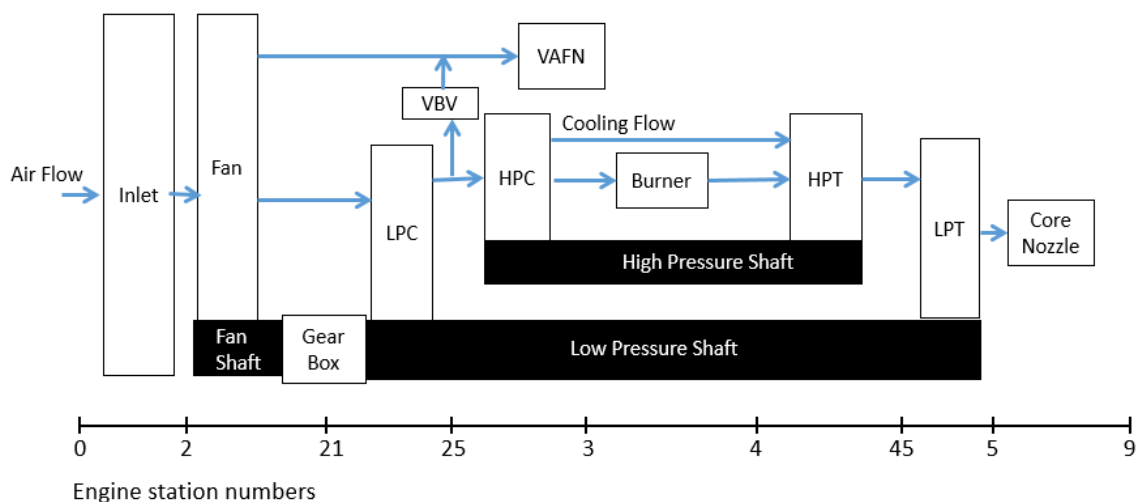 VAFN
VBV
Cooling Flow
Air Flow
Inlet
Fan
LPC
HPC
Burner
HPT
LPT
Core
Nozzle
High Pressure Shaft
Fan
Shaft
Gear
Box
Low Pressure Shaft
0 2 21 25 3 4 45 5 9
Engine station numbers